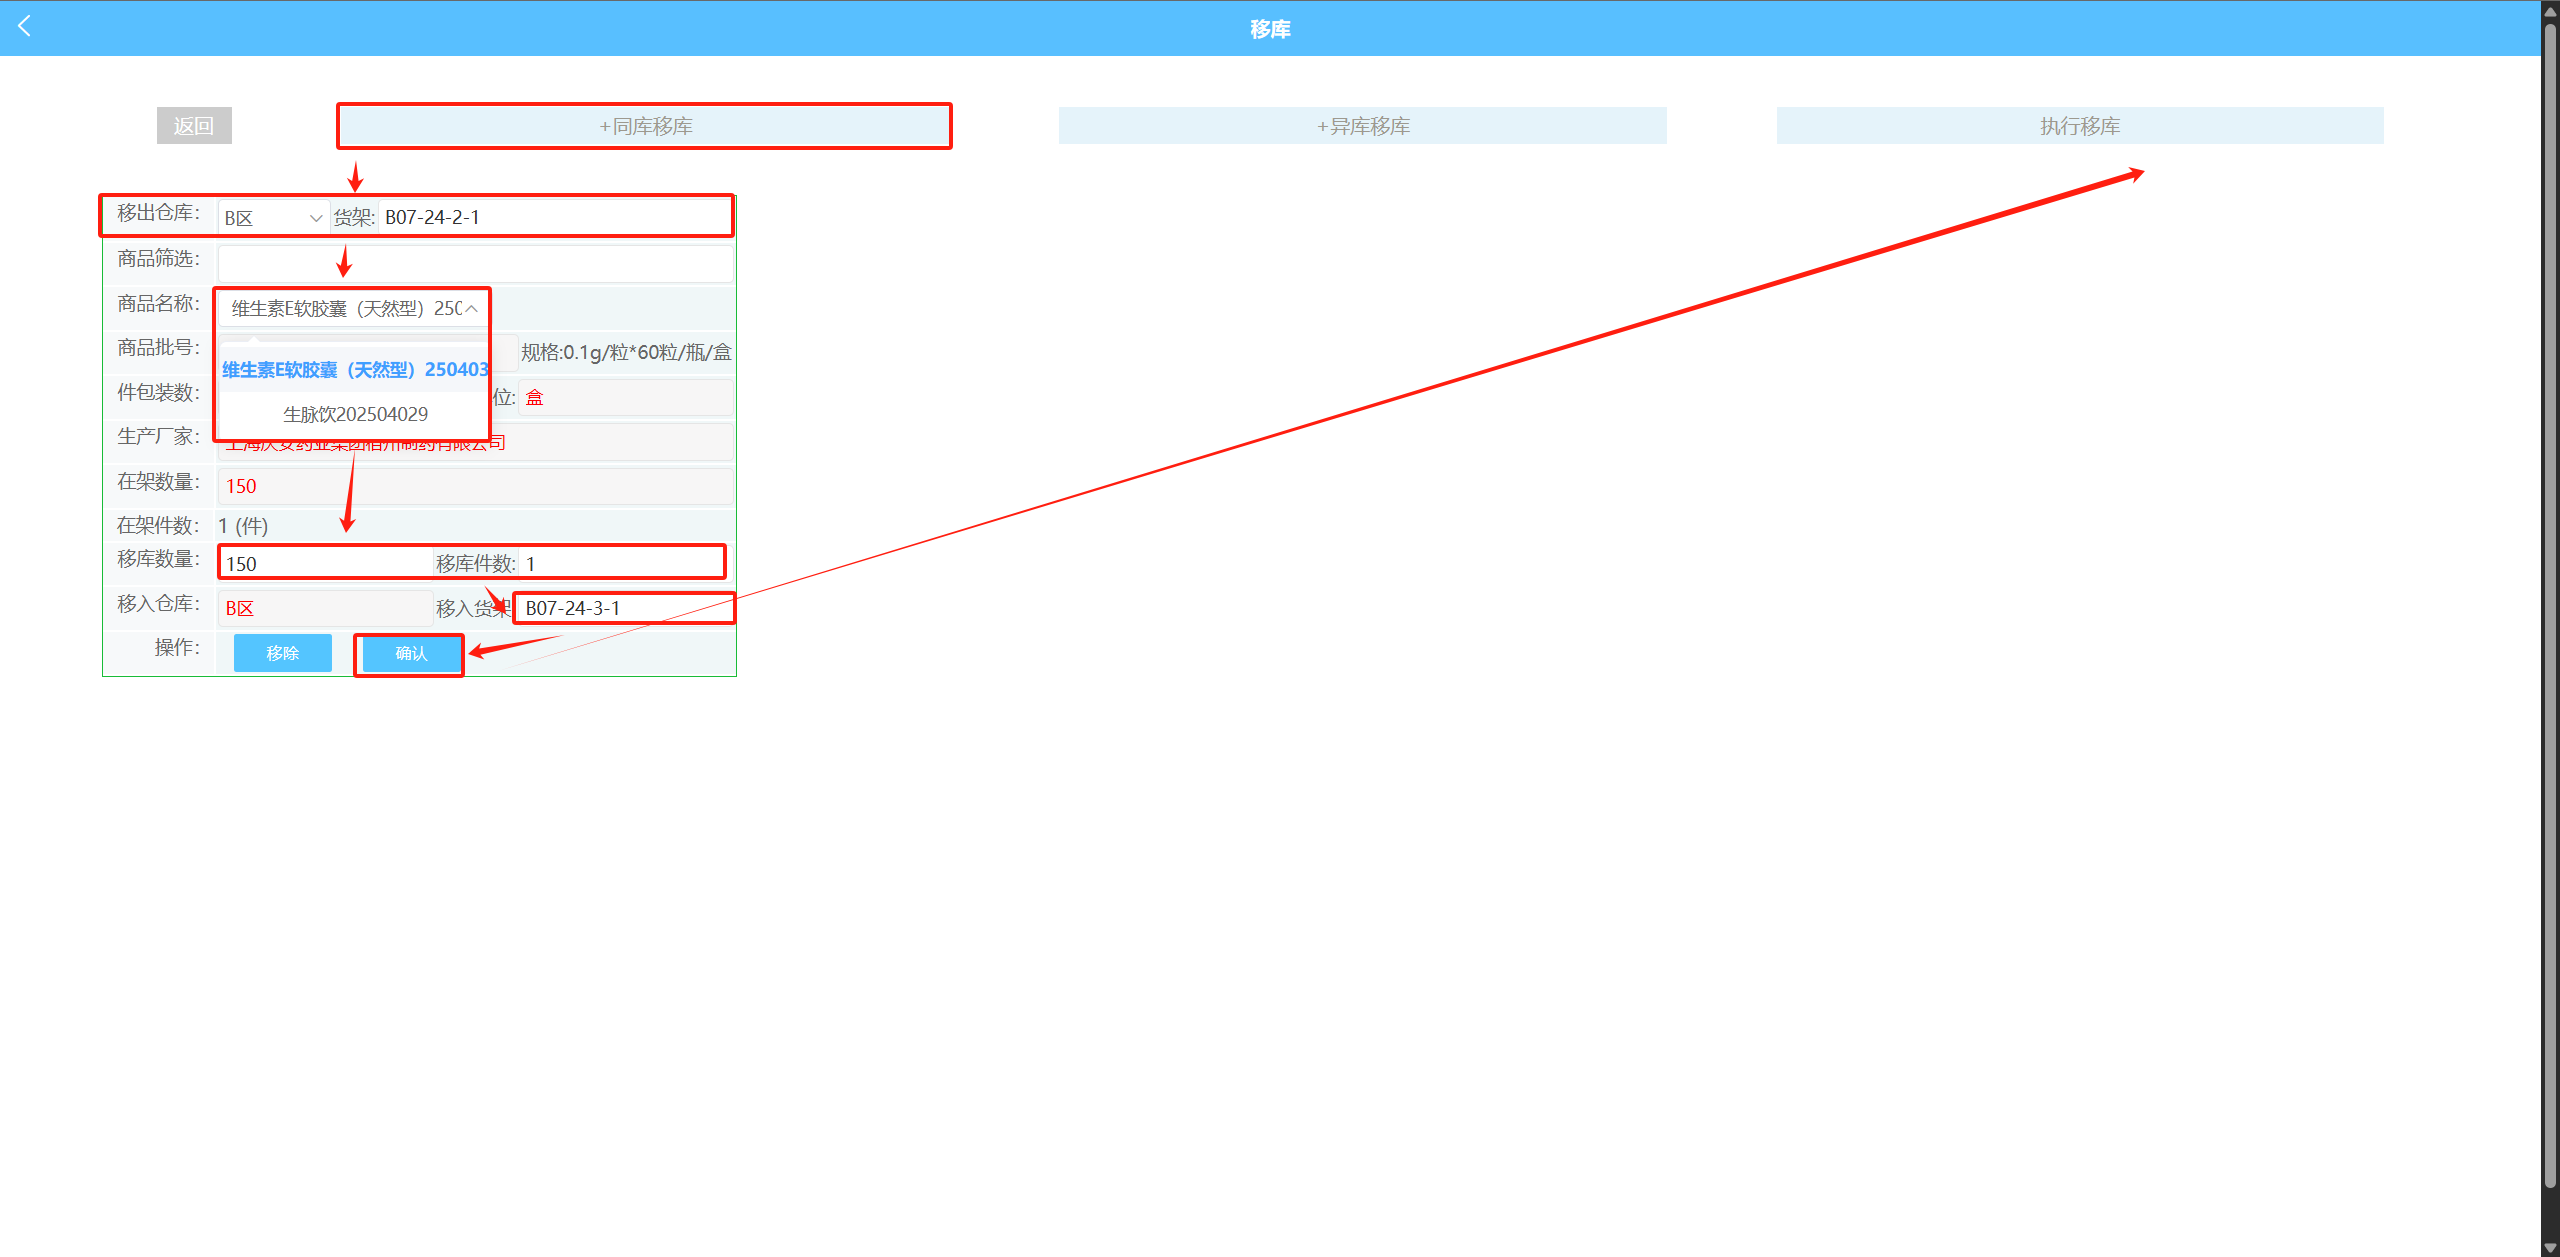 移库
返回
+同库移库
+异库移库
执行移库
移出仓库: B区 货架: B07-24-2-1
商品筛选:
商品名称: 维生素E软胶囊（天然型）250
商品批号: 规格:0.1g/粒*60粒/瓶/盒
维生素E软胶囊（天然型）250403
件包装数: 位: 盒
生脉饮202504029
生产厂家:
在架数量: 150
在架件数: 1 (件)
移库数量: 150 移库件数: 1
移入仓库: B区 移入货架 B07-24-3-1
操作: 移除 确认